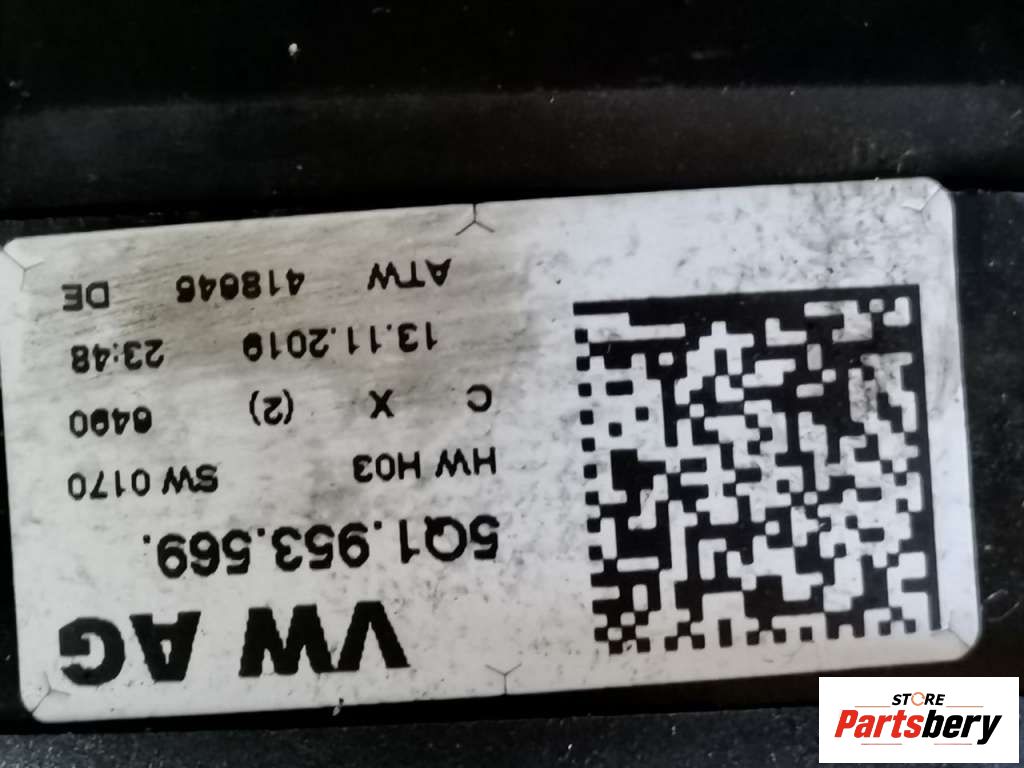 VW AG
5Q1.953.569.
HW H03 SW 0170
C X (2) 6490
13.11.2019 23:48
ATW 418646 DE
STORE
Partsbery